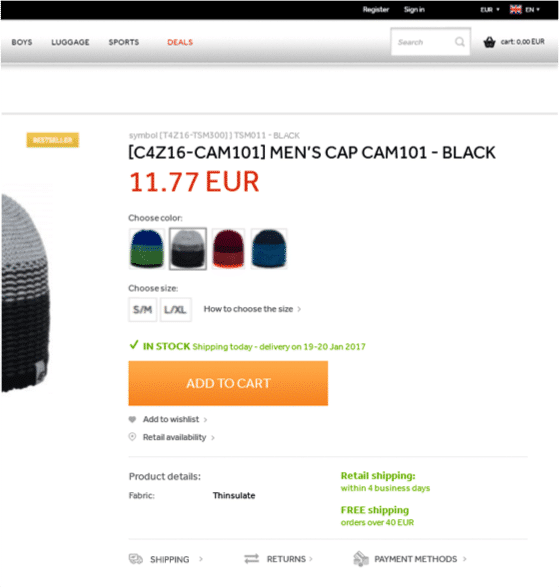 Register Sign in EUR EN
BOYS LUGGAGE SPORTS DEALS Search cart: 0,00 EUR
BESTSELLER
symbol [T4Z16-TSM300] ] TSM011 - BLACK
[C4Z16-CAM101] MEN'S CAP CAM101 - BLACK
11.77 EUR
Choose color:
Choose size:
S/M L/XL How to choose the size >
IN STOCK Shipping today - delivery on 19-20 Jan 2017
ADD TO CART
Add to wishlist >
Retail availability >
Product details:
Fabric: Thinsulate
Retail shipping:
within 4 business days
FREE shipping
orders over 40 EUR
SHIPPING > RETURNS > PAYMENT METHODS >